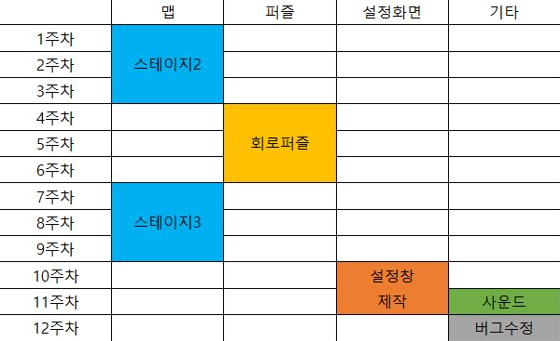 맵 퍼즐 설정화면 기타
1주차
2주차 스테이지2
3주차
4주차
5주차 회로퍼즐
6주차
7주차
8주차 스테이지3
9주차
10주차 설정창
11주차 제작 사운드
12주차 버그수정